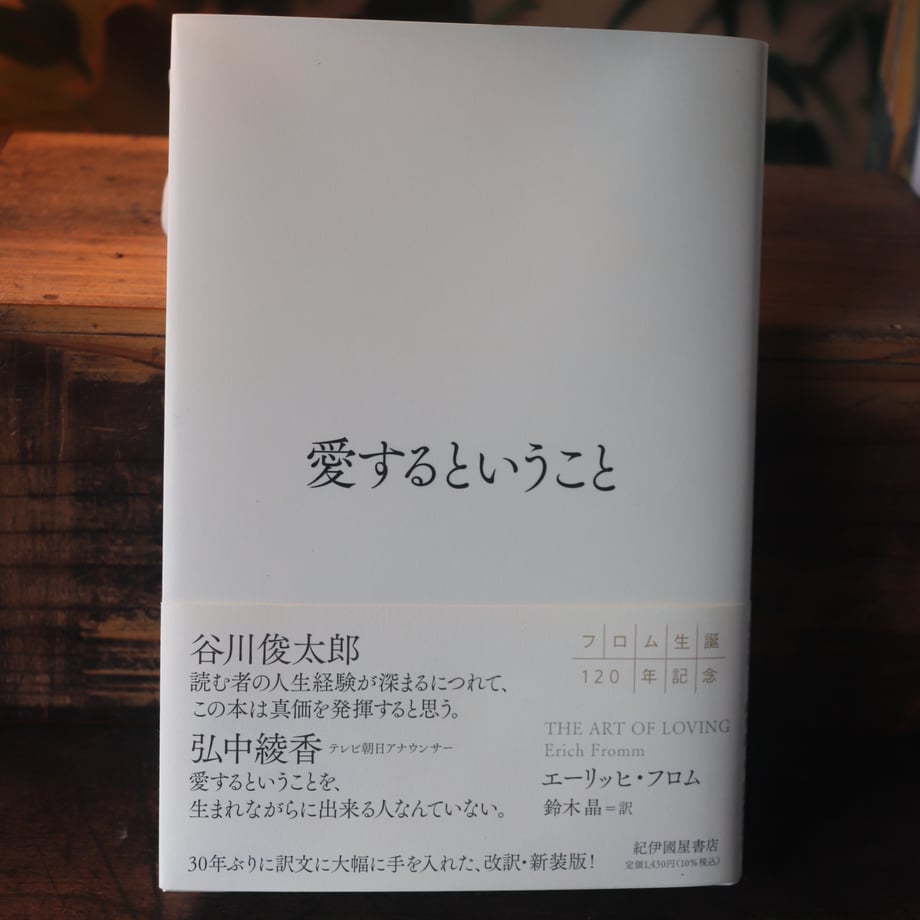 愛するということ
谷川俊太郎
読む者の人生経験が深まるにつれて、
この本は真価を発揮すると思う。
弘中綾香 テレビ朝日アナウンサー
愛するということを、
生まれながらに出来る人なんていない。
30年ぶりに訳文に大幅に手を入れた、改訳・新装版!
フロム生誕
120年記念
THE ART OF LOVING
Erich Fromm
エーリッヒ・フロム
鈴木晶=訳
紀伊國屋書店
定価1,430円(10%税込)